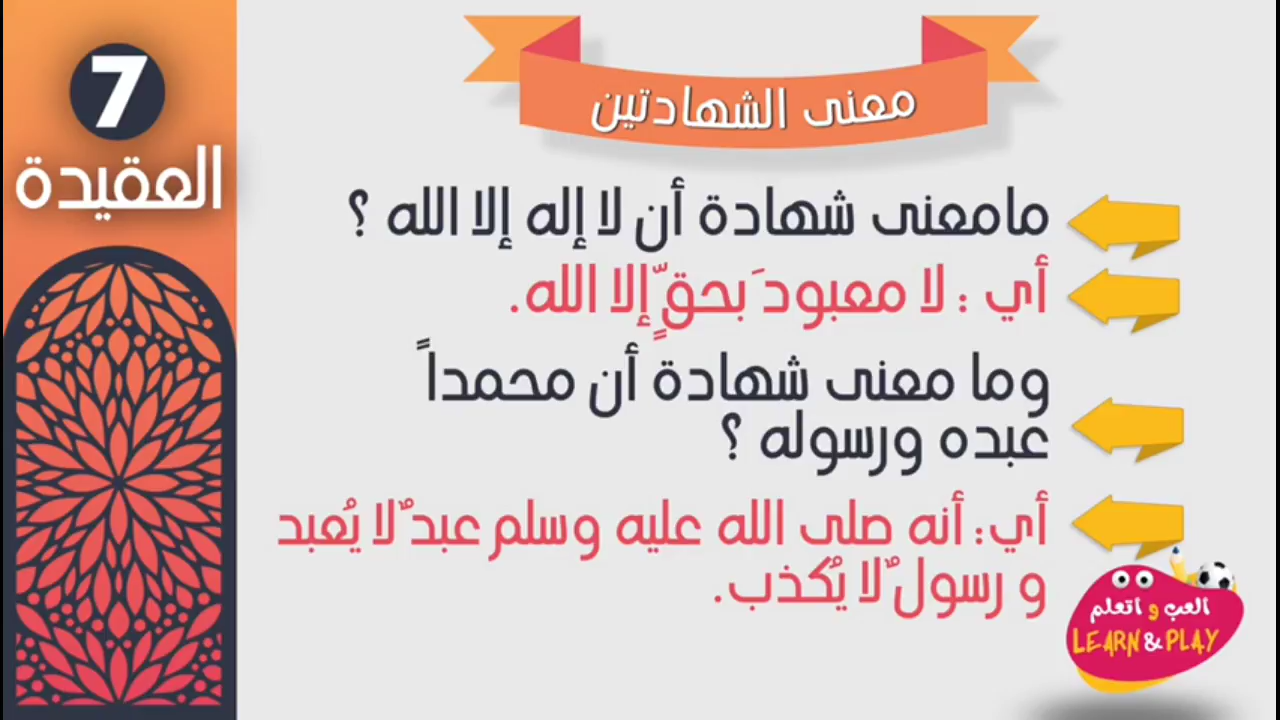 7
العقيدة
معنى الشهادتين
مامعنى شهادة أن لا إله إلا الله ؟
أي : لا معبودَ بحقٍّ إلا الله.
وما معنى شهادة أن محمداً
عبده ورسوله ؟
أي: أنه صلى الله عليه وسلم عبدٌ لا يُعبد
و رسولٌ لا يُكذب.
ألعب و أتعلم
LEARN & PLAY